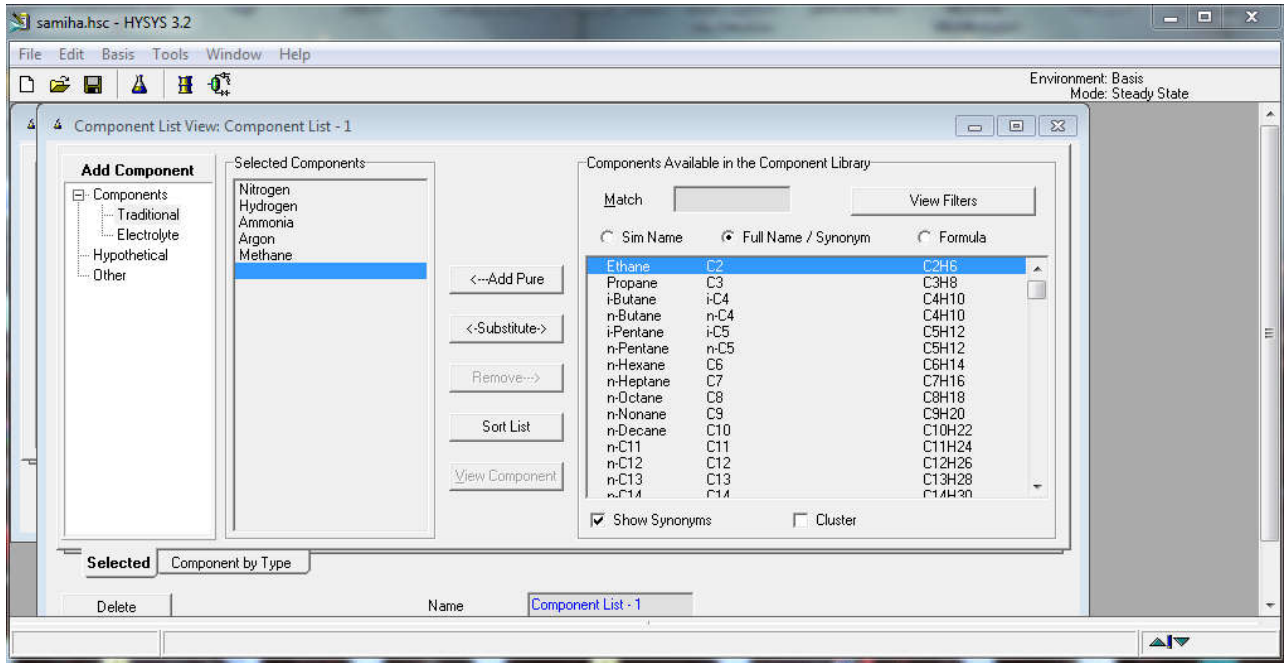 samiha.hsc - HYSYS 3.2
File Edit Basis Tools Window Help
Environment: Basis
Mode: Steady State
Component List View: Component List - 1
Add Component
Components
Traditional
Electrolyte
Hypothetical
Other
Selected Components
Nitrogen
Hydrogen
Ammonia
Argon
Methane
<---Add Pure
<-Substitute->
Remove--->
Sort List
View Component
Components Available in the Component Library
Match
View Filters
Sim Name Full Name / Synonym Formula
Ethane C2 C2H6
Propane C3 C3H8
i-Butane i-C4 C4H10
n-Butane n-C4 C4H10
i-Pentane i-C5 C5H12
n-Pentane n-C5 C5H12
n-Hexane C6 C6H14
n-Heptane C7 C7H16
n-Octane C8 C8H18
n-Nonane C9 C9H20
n-Decane C10 C10H22
n-C11 C11 C11H24
n-C12 C12 C12H26
n-C13 C13 C13H28
n-C14 C14 C14H30
Show Synonyms Cluster
Selected Component by Type
Delete Name Component List - 1